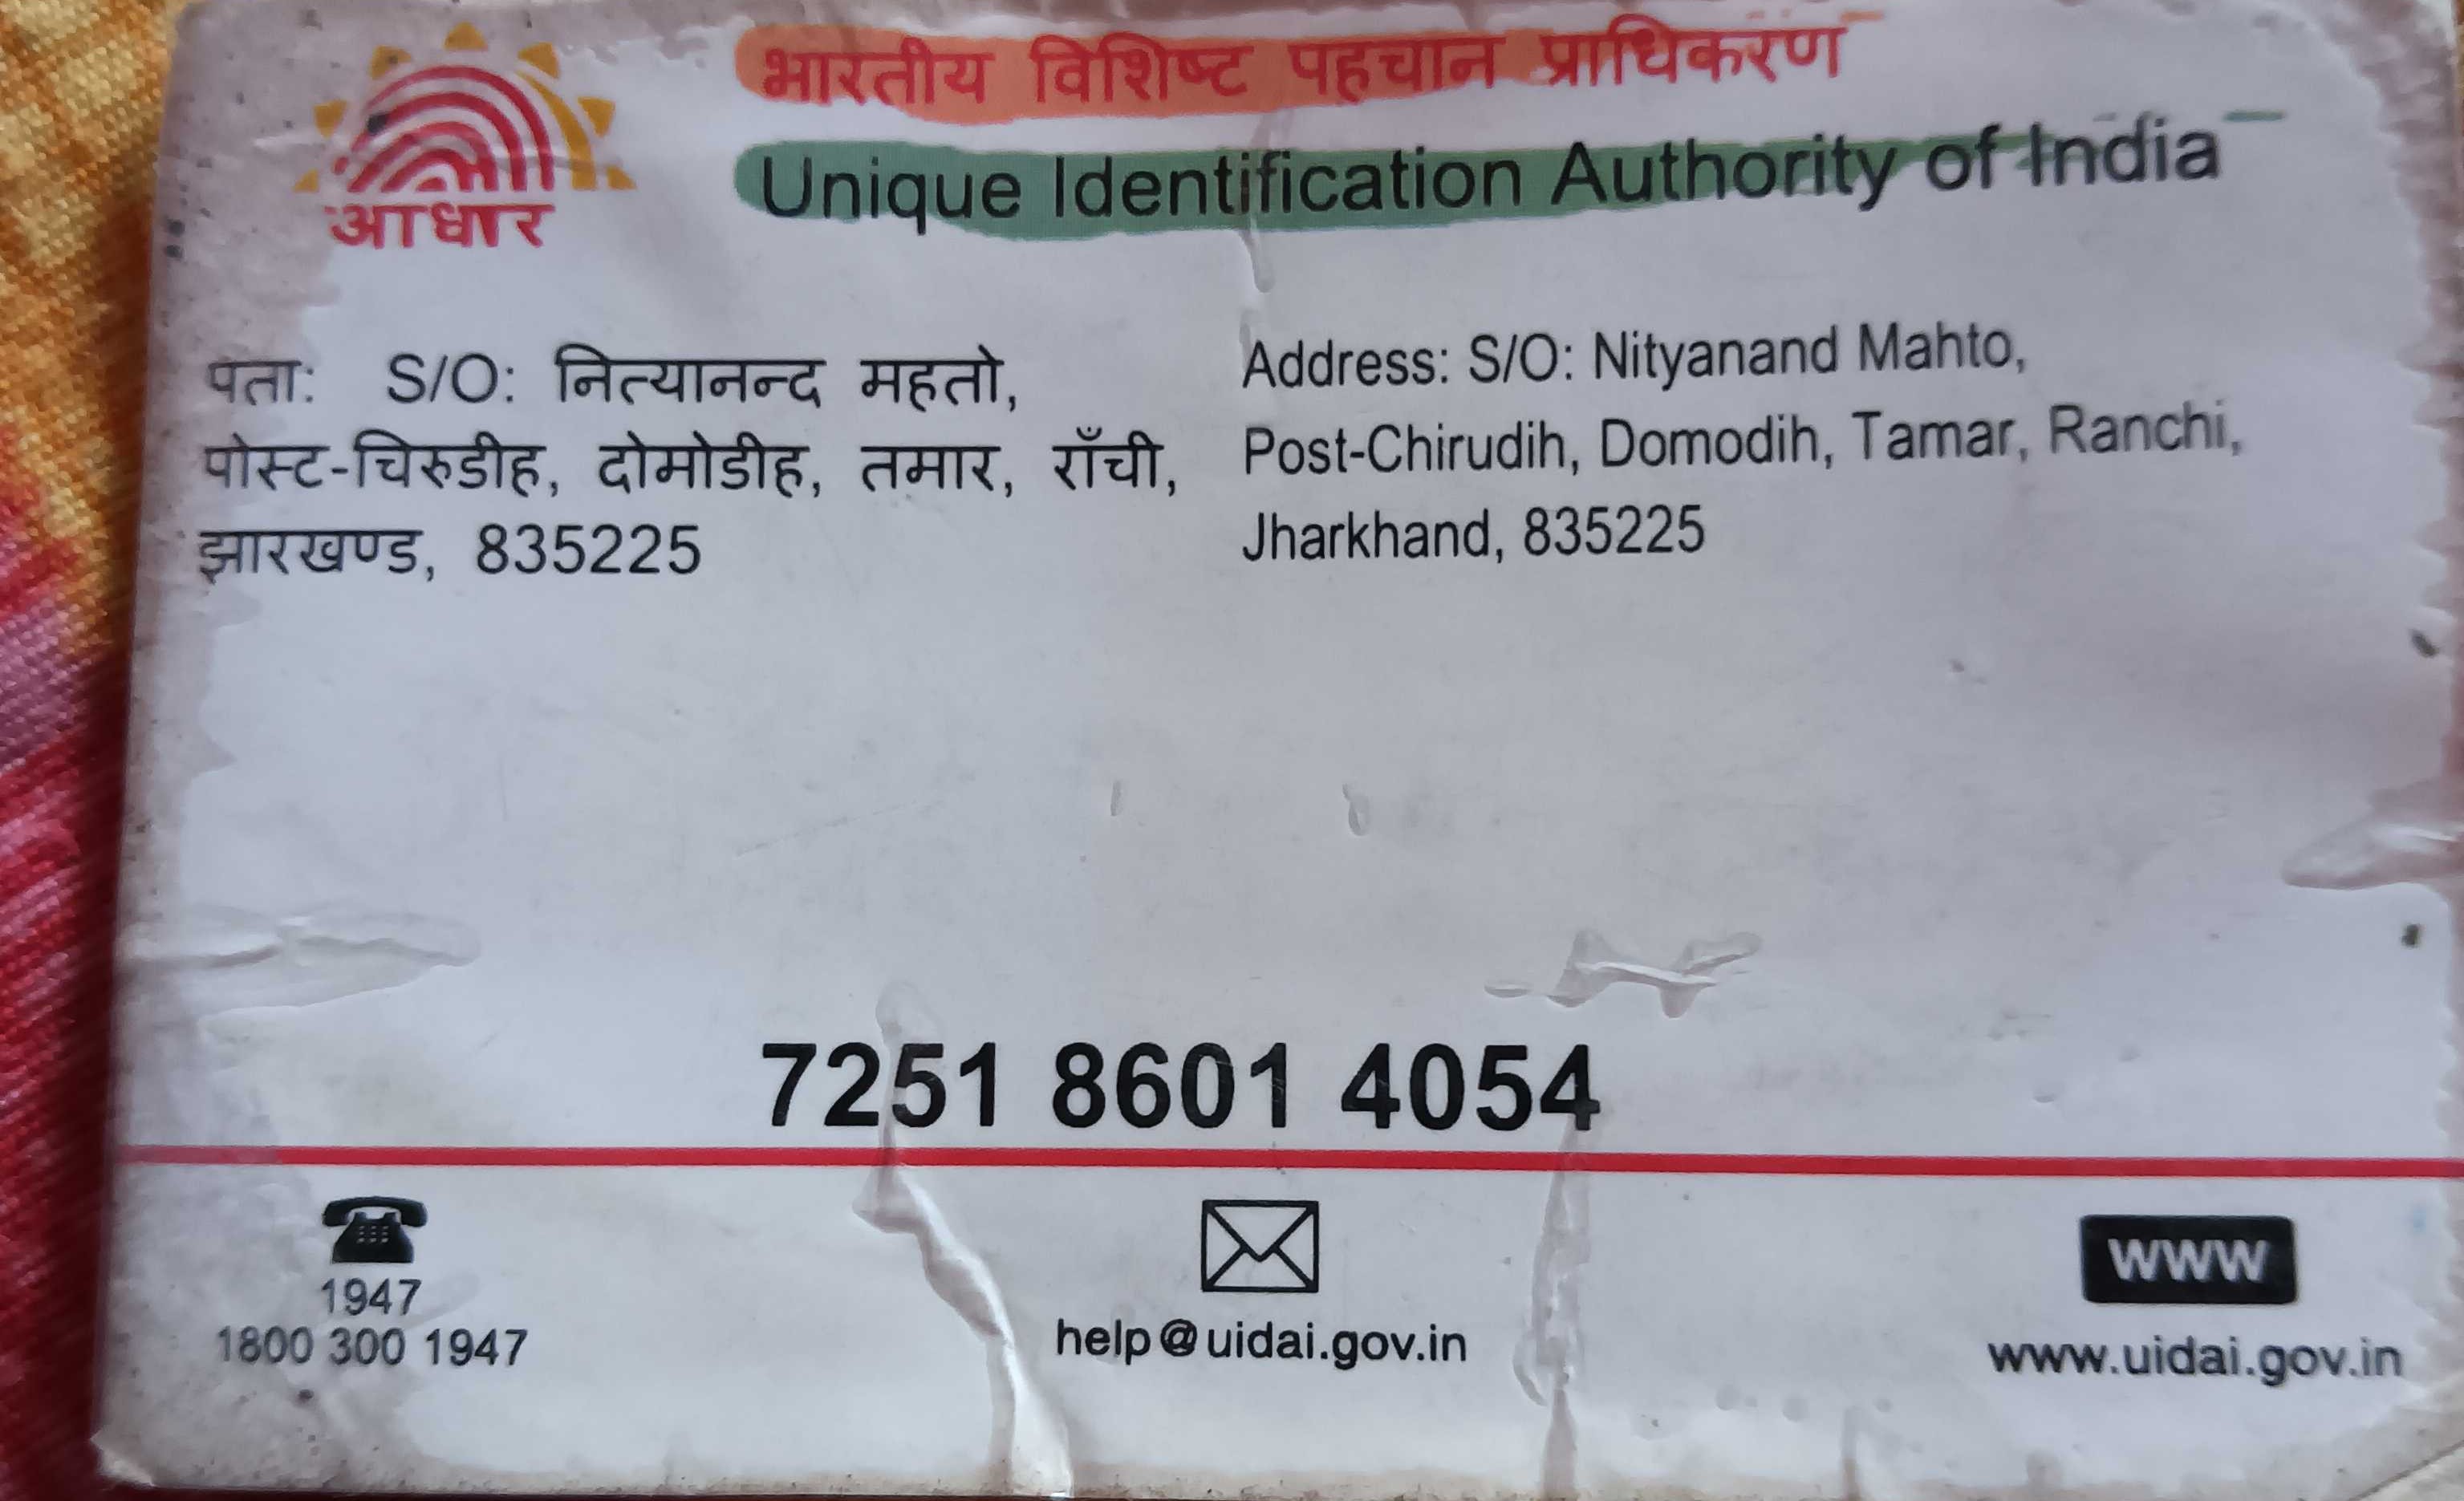 भारतीय विशिष्ट पहचान प्राधिकरण
Unique Identification Authority of India
आधार
पता: S/O: नित्यानन्द महतो,
पोस्ट-चिरुडीह, दोमोडीह, तमार, राँची,
झारखण्ड, 835225
Address: S/O: Nityanand Mahto,
Post-Chirudih, Domodih, Tamar, Ranchi,
Jharkhand, 835225
7251 8601 4054
1947
1800 300 1947
help@uidai.gov.in
WWW
www.uidai.gov.in